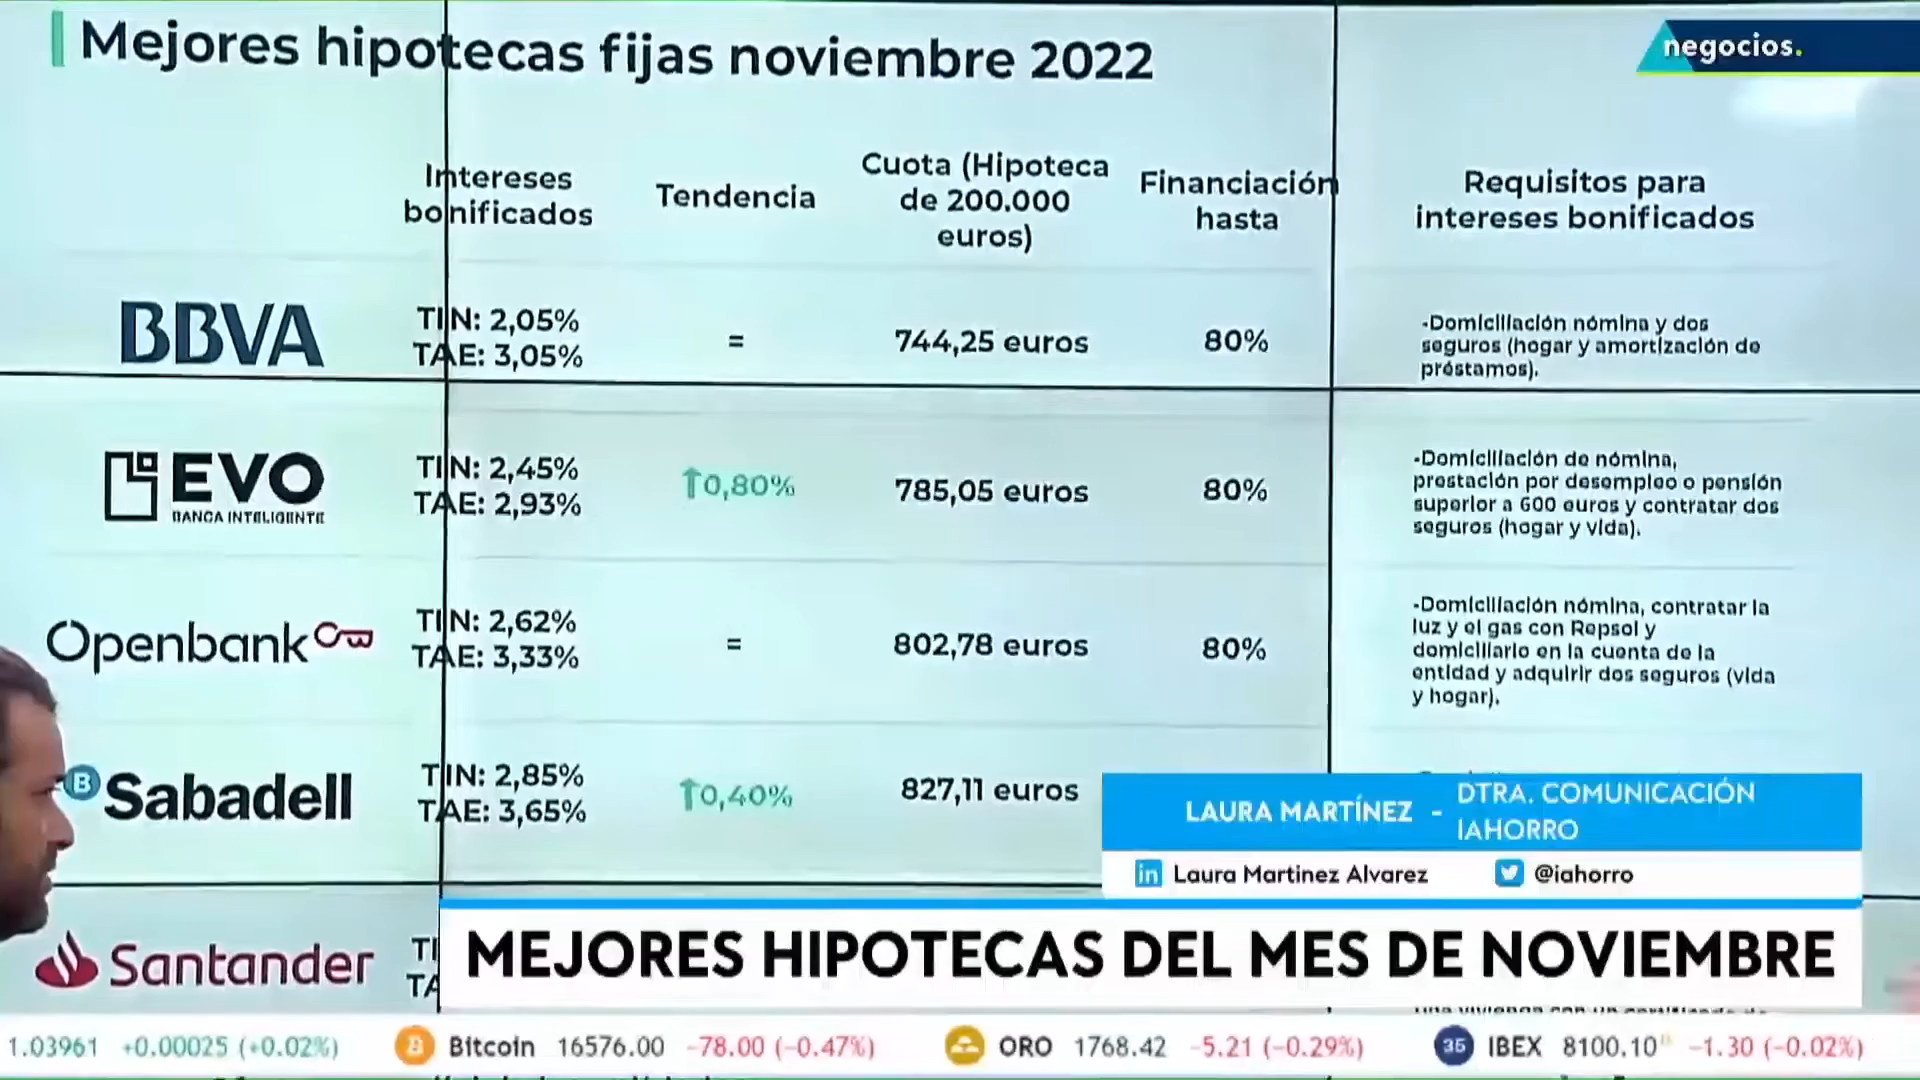 Mejores hipotecas fijas noviembre 2022
negocios.
Intereses
bonificados
Tendencia
Cuota (Hipoteca
de 200.000
euros)
Financiación
hasta
Requisitos para
intereses bonificados
BBVA
TIN: 2,05%
TAE: 3,05%
=
744,25 euros
80%
-Domiciliación nómina y dos
seguros (hogar y amortización de
préstamos).
EVO
BANCA INTELIGENTE
TIN: 2,45%
TAE: 2,93%
↑0,80%
785,05 euros
80%
-Domiciliación de nómina,
prestación por desempleo o pensión
superior a 600 euros y contratar dos
seguros (hogar y vida).
Openbank
TIN: 2,62%
TAE: 3,33%
=
802,78 euros
80%
-Domiciliación nómina, contratar la
luz y el gas con Repsol y
domiciliarlo en la cuenta de la
entidad y adquirir dos seguros (vida
y hogar).
B Sabadell
TIN: 2,85%
TAE: 3,65%
↑0,40%
827,11 euros
LAURA MARTÍNEZ -
DTRA. COMUNICACIÓN
IAHORRO
in Laura Martinez Alvarez
@iahorro
Santander
TI
TA
MEJORES HIPOTECAS DEL MES DE NOVIEMBRE
1.03961 +0.00025 (+0.02%)
Bitcoin 16576.00 -78.00 (-0.47%)
ORO 1768.42 -5.21 (-0.29%)
35 IBEX 8100.10 -1.30 (-0.02%)